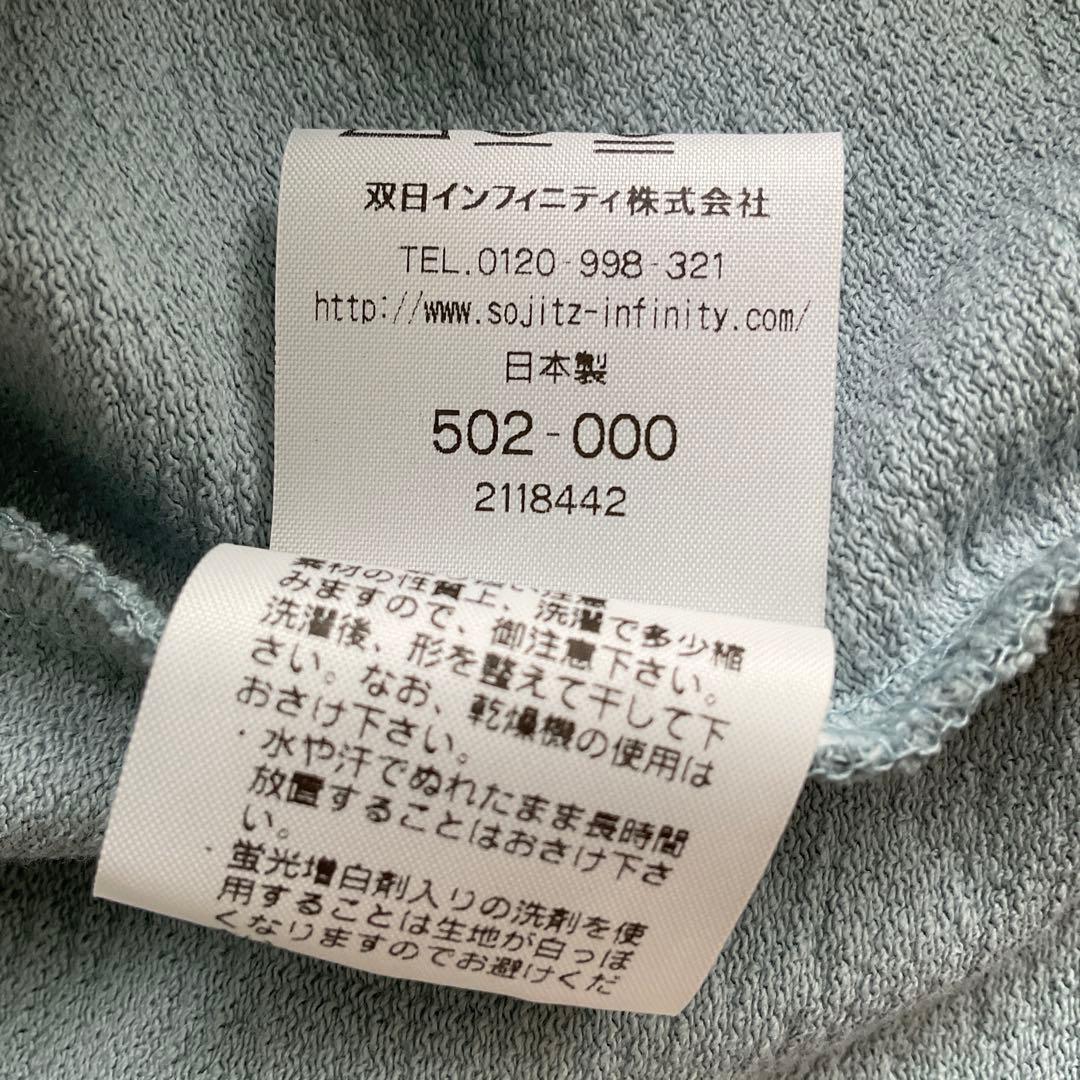 双日インフィニティ株式会社
TEL.0120-998-321
http://www.sojitz-infinity.com/
日本製
502-000
2118442
素材の性質上、洗濯で多少縮
みますので、御注意下さい。
洗濯後、形を整えて干して下
さい。なお、乾燥機の使用は
おさけ下さい。
・水や汗でぬれたまま長時間
放置することはおさけ下さ
い。
・蛍光増白剤入りの洗剤を使
用することは生地が白っぽ
くなりますのでお避けくだ